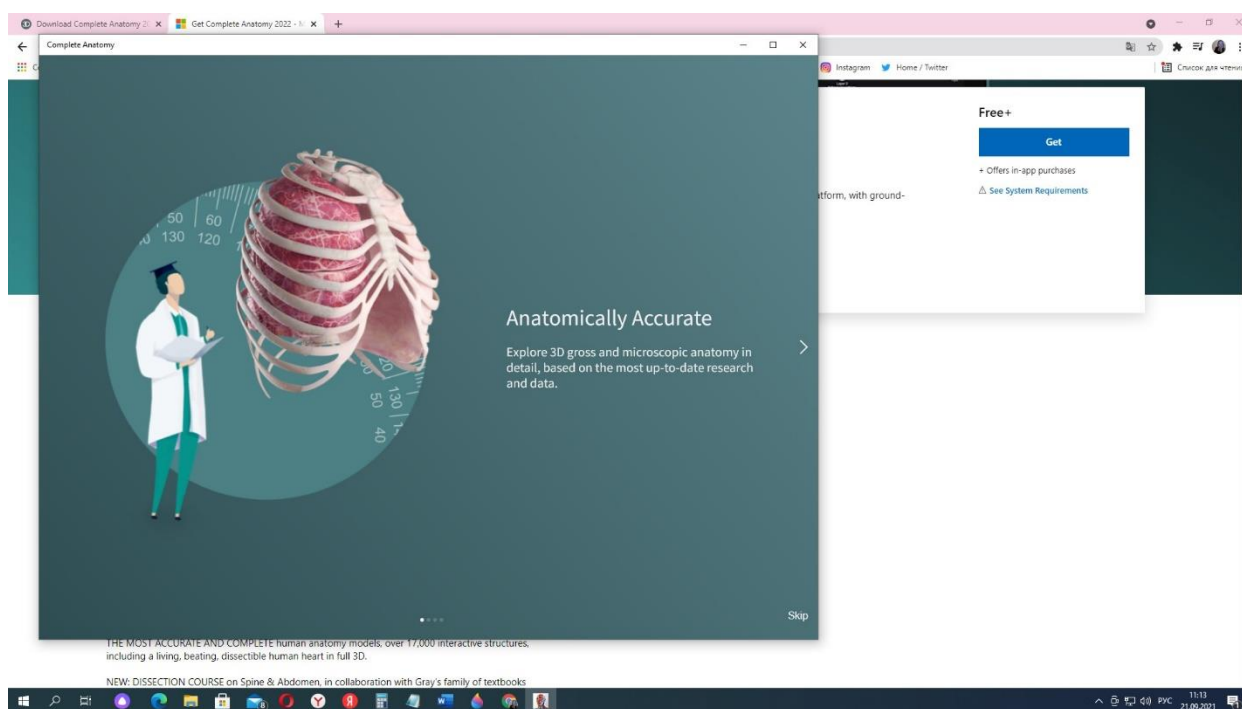 Download Complete Anatomy 2
Get Complete Anatomy 2022 -
Complete Anatomy
Instagram
Home / Twitter
Список для чтения
Free+
Get
+ Offers in-app purchases
See System Requirements
tform, with ground-
50 60
130 120
20
130
50
40
Anatomically Accurate
Explore 3D gross and microscopic anatomy in
detail, based on the most up-to-date research
and data.
Skip
THE MOST ACCURATE AND COMPLETE human anatomy models, over 17,000 interactive structures,
including a living, beating, dissectible human heart in full 3D.
NEW: DISSECTION COURSE on Spine & Abdomen, in collaboration with Gray's family of textbooks
РУС
11:13
21.09.2021